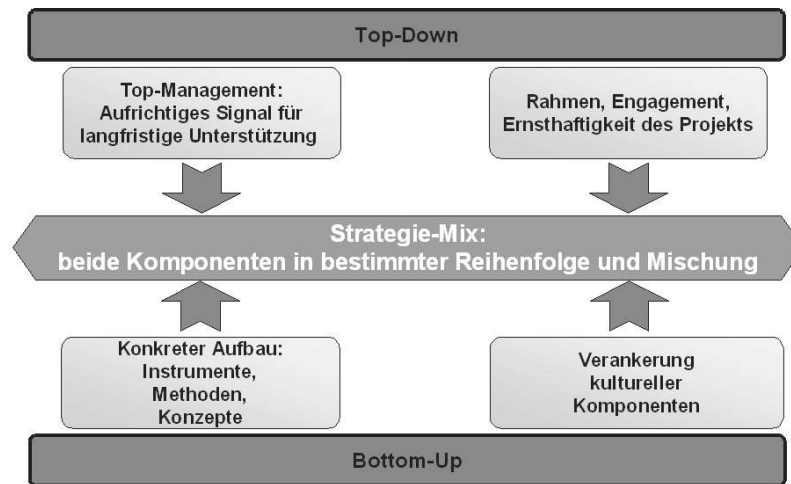 Top-Down
Top-Management:
Aufrichtiges Signal für
langfristige Unterstützung
Rahmen, Engagement,
Ernsthaftigkeit des Projekts
Strategie-Mix:
beide Komponenten in bestimmter Reihenfolge und Mischung
Konkreter Aufbau:
Instrumente,
Methoden,
Konzepte
Verankerung
kultureller
Komponenten
Bottom-Up